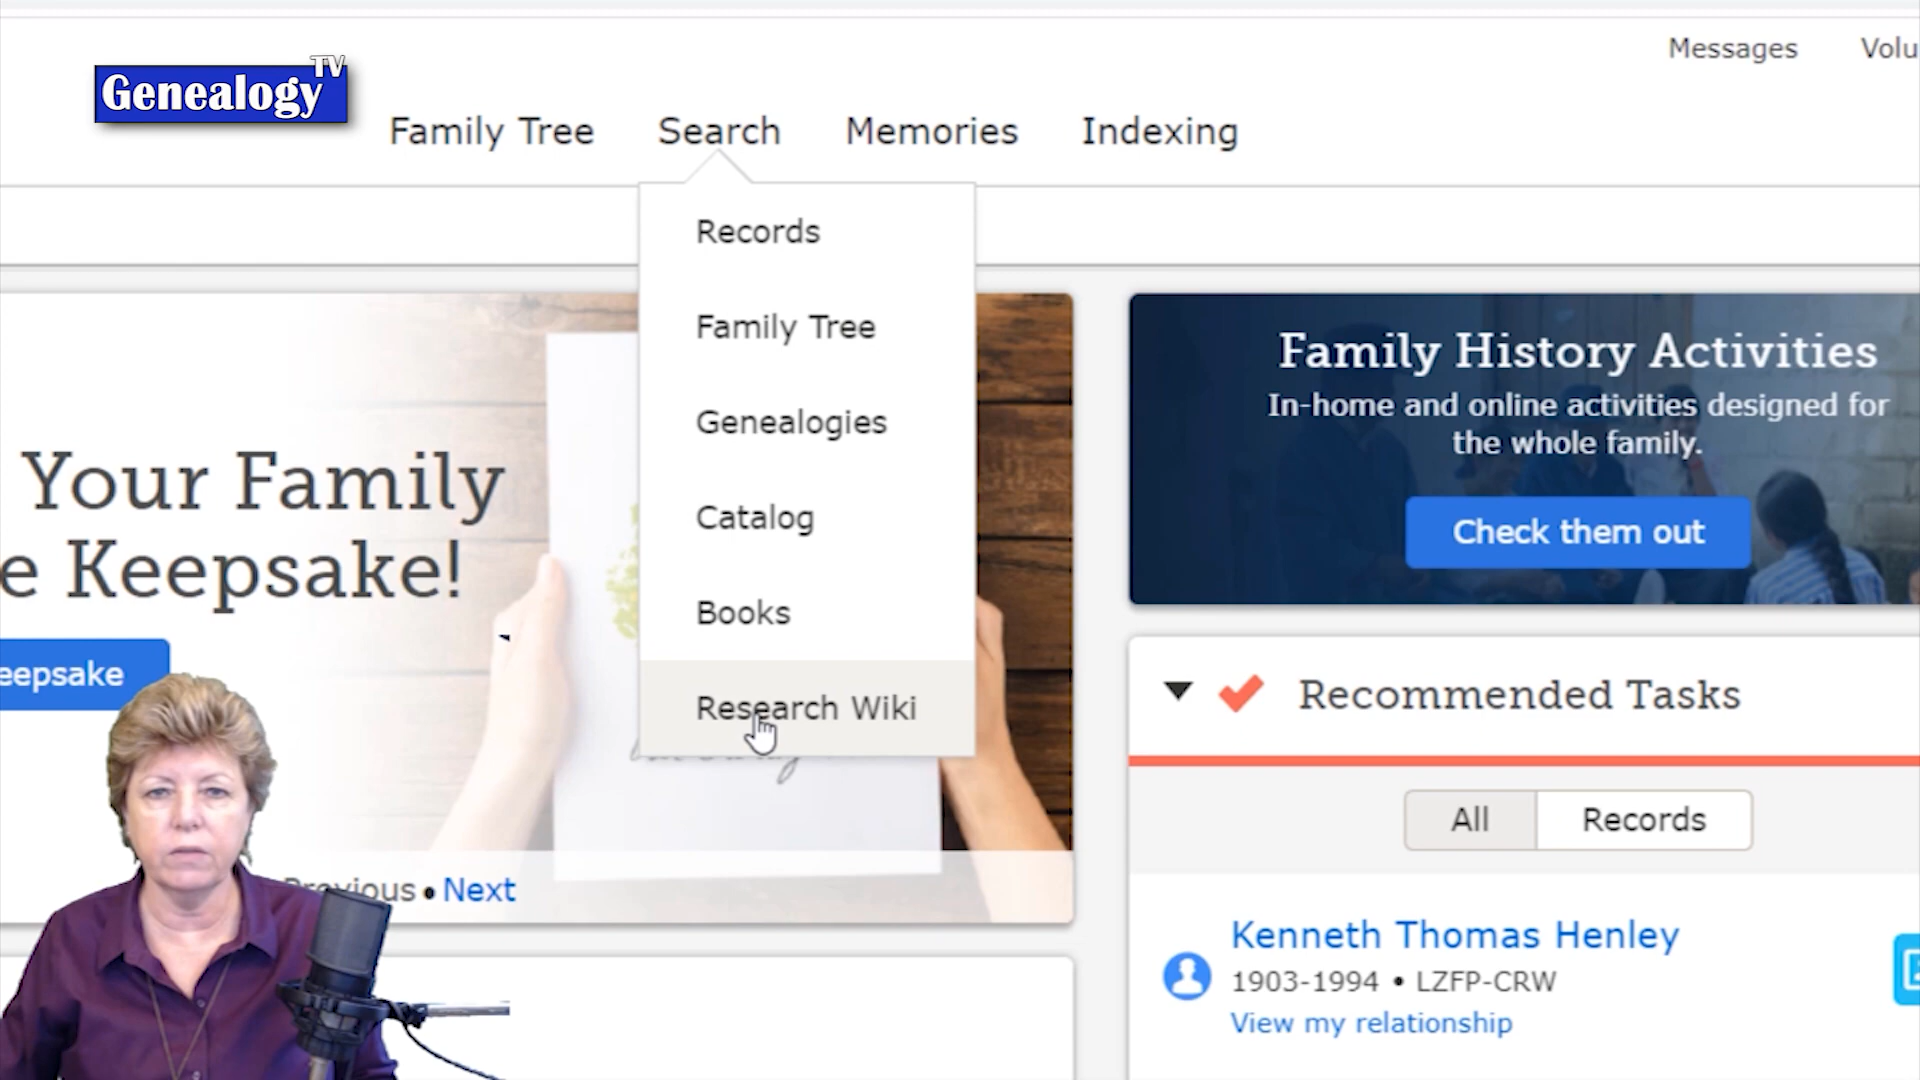 Messages
Volu
Genealogy TV
Family Tree
Search
Memories
Indexing
Records
Family Tree
Genealogies
Catalog
Books
Research Wiki
Your Family
e Keepsake!
eepsake
Previous • Next
Family History Activities
In-home and online activities designed for
the whole family.
Check them out
Recommended Tasks
All
Records
Kenneth Thomas Henley
1903-1994 • LZFP-CRW
View my relationship